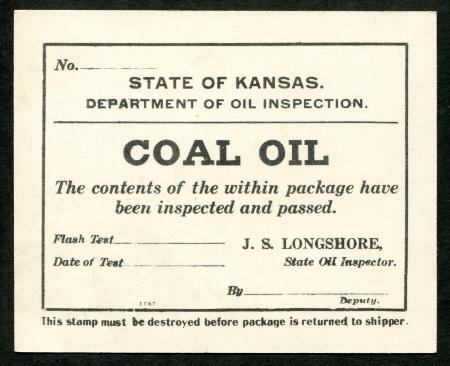 No.
STATE OF KANSAS.
DEPARTMENT OF OIL INSPECTION.
COAL OIL
The contents of the within package have
been inspected and passed.
Flash Test
J. S. LONGSHORE,
Date of Test
State Oil Inspector.
By
Deputy.
1767
This stamp must be destroyed before package is returned to shipper.